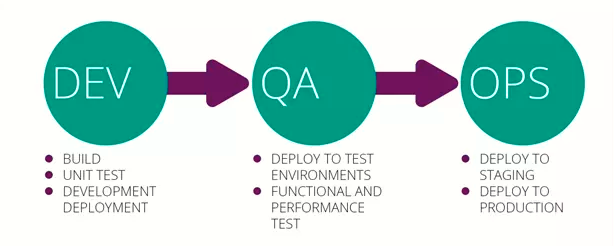 DEV
QA
OPS
BUILD
UNIT TEST
DEVELOPMENT
DEPLOYMENT
DEPLOY TO TEST
ENVIRONMENTS
FUNCTIONAL AND
PERFORMANCE
TEST
DEPLOY TO
STAGING
DEPLOY TO
PRODUCTION